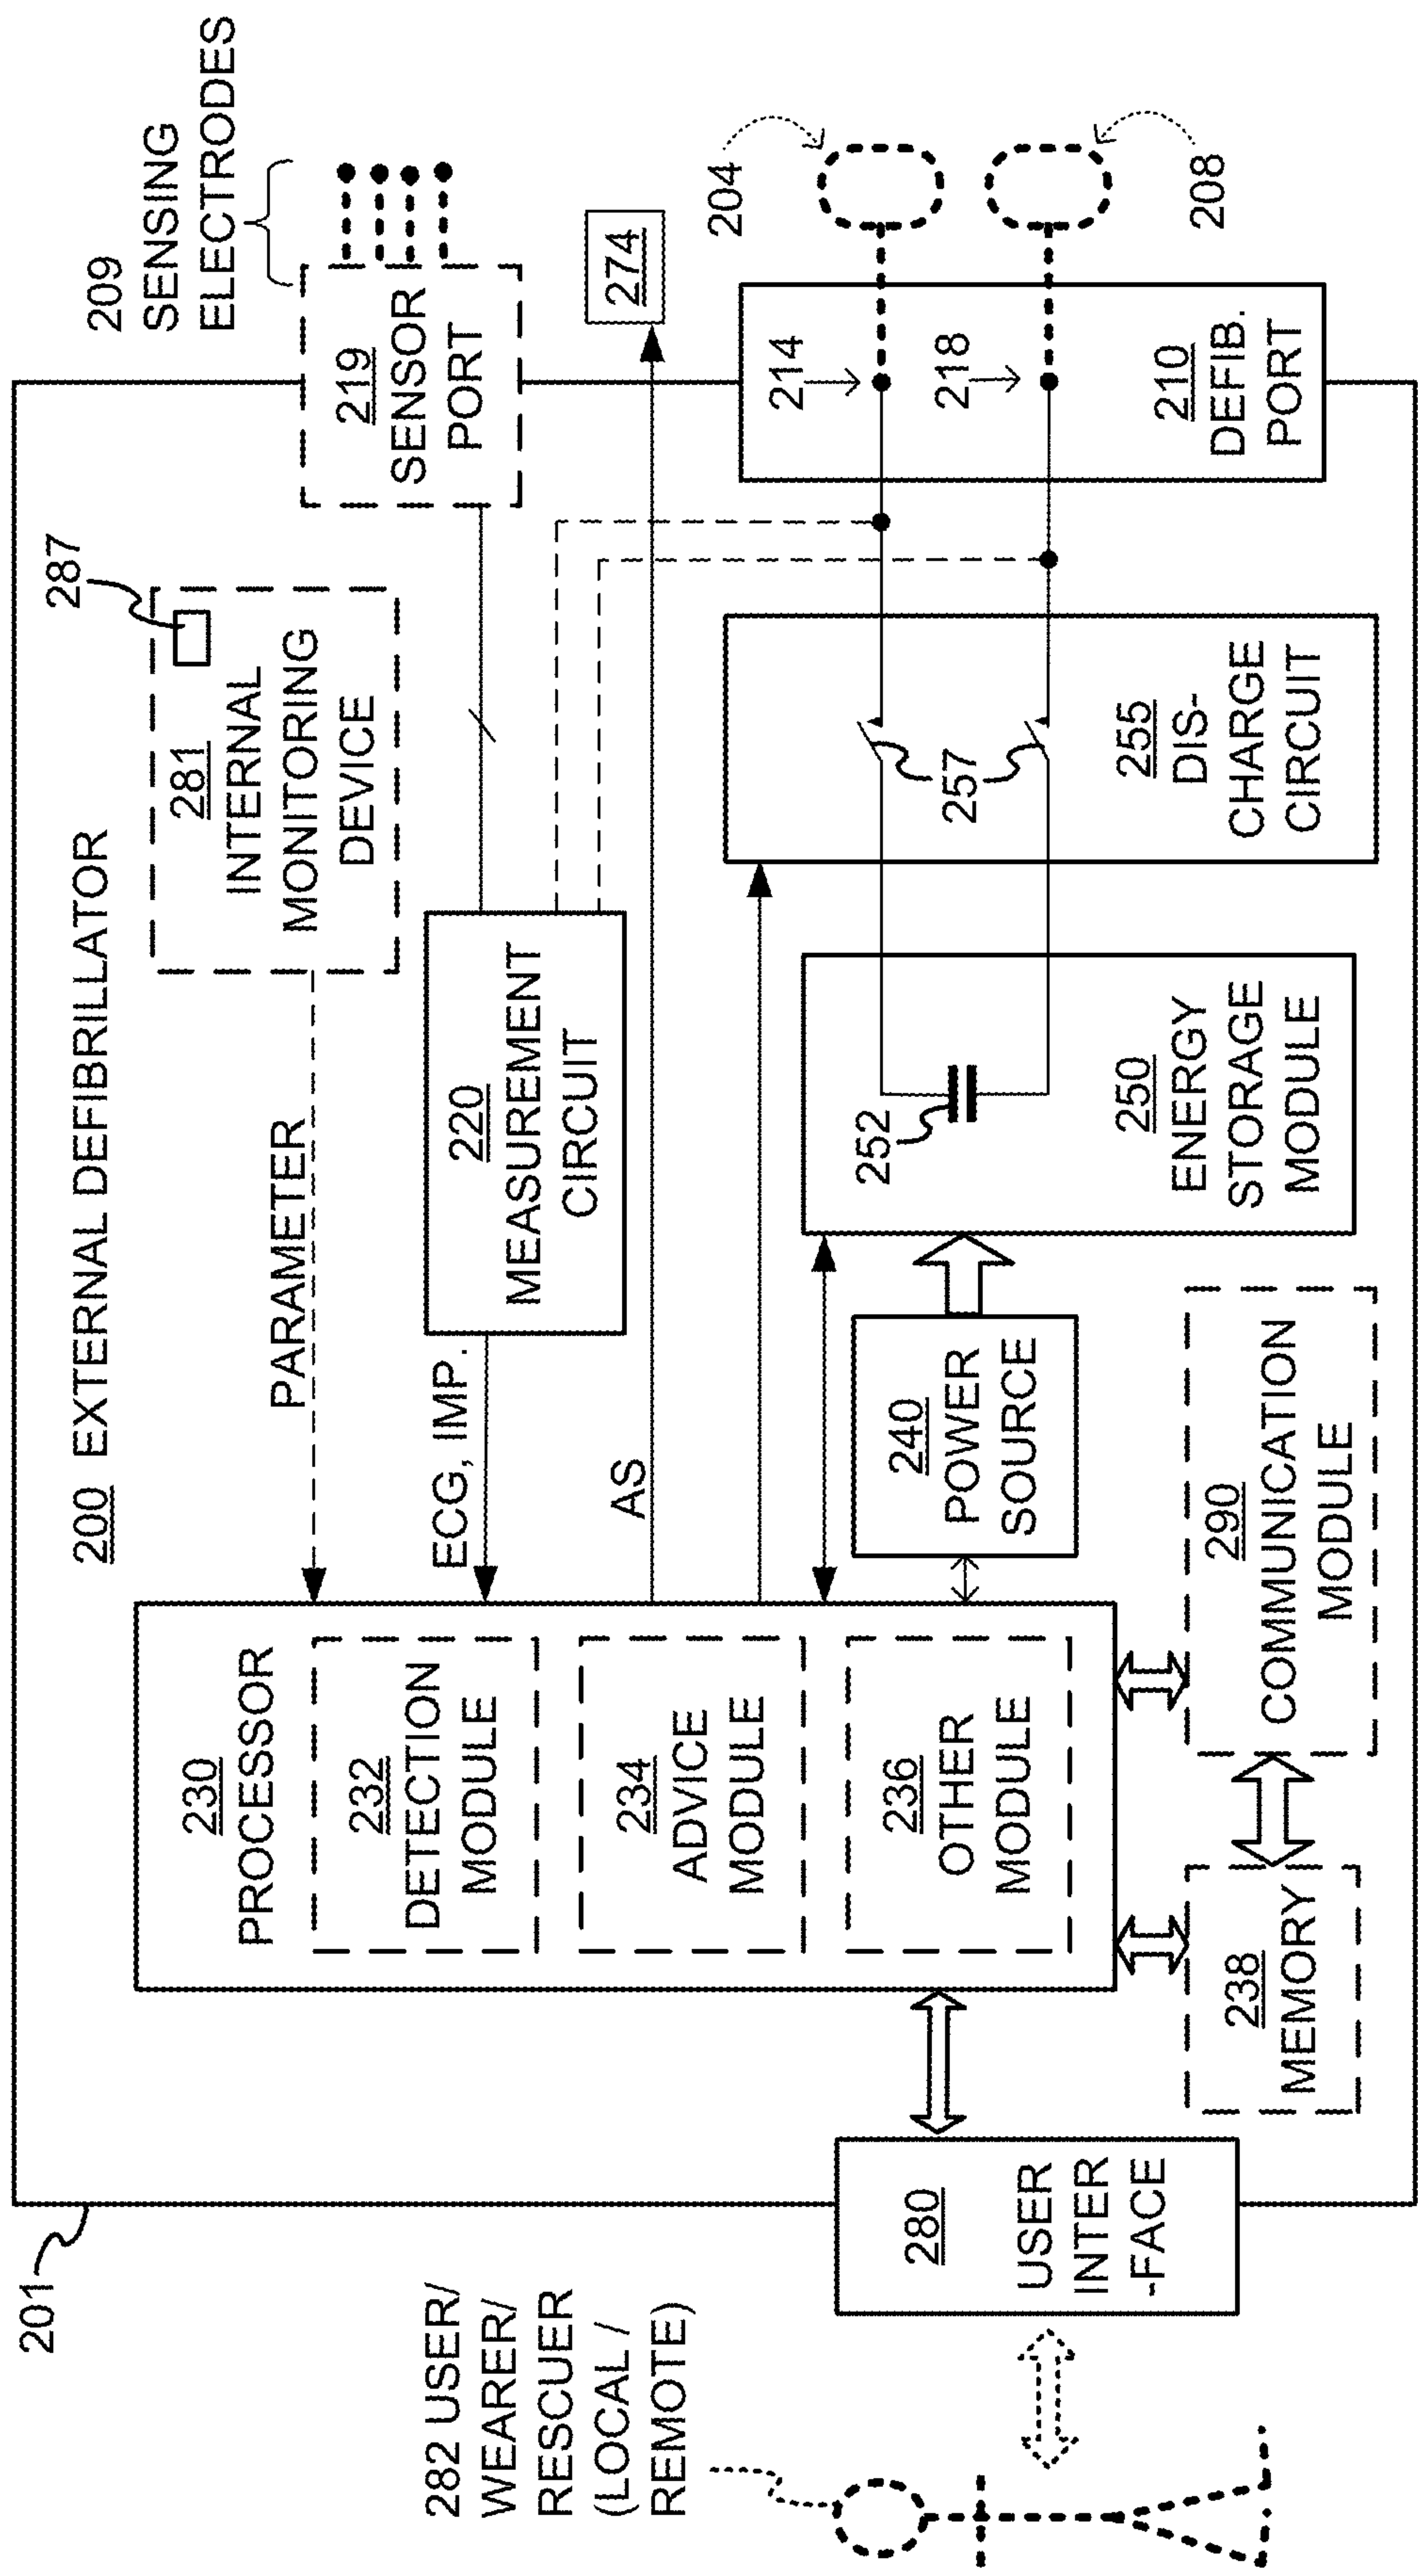 200 EXTERNAL DEFIBRILLATOR
201
282 USER/
WEARER/
RESCUER
(LOCAL /
REMOTE)
280
USER
INTER
-FACE
230
PROCESSOR
232
DETECTION
MODULE
234
ADVICE
MODULE
236
OTHER
MODULE
238
MEMORY
290
COMMUNICATION
MODULE
PARAMETER
ECG, IMP.
AS
240
POWER
SOURCE
220
MEASUREMENT
CIRCUIT
252
250
ENERGY
STORAGE
MODULE
281
INTERNAL
MONITORING
DEVICE
287
257
255
DIS-
CHARGE
CIRCUIT
219
SENSOR
PORT
209
SENSING
ELECTRODES
274
214
218
210
DEFIB.
PORT
204
208